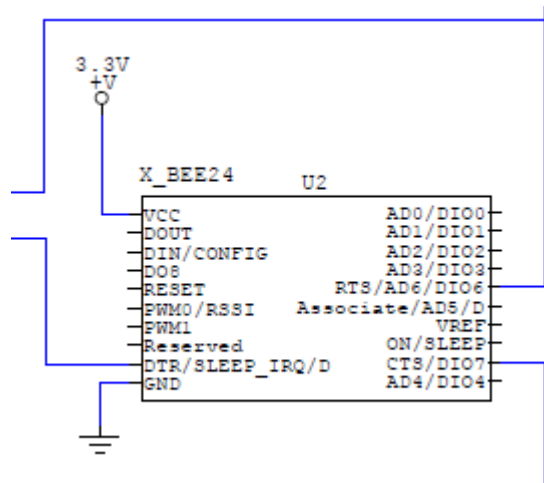 3.3V
+V
X_BEE24
U2
VCC
DOUT
DIN/CONFIG
DO8
RESET
PWM0/RSSI
PWM1
Reserved
DTR/SLEEP_IRQ/D
GND
AD0/DIO0
AD1/DIO1
AD2/DIO2
AD3/DIO3
RTS/AD6/DIO6
Associate/AD5/D
VREF
ON/SLEEP
CTS/DIO7
AD4/DIO4